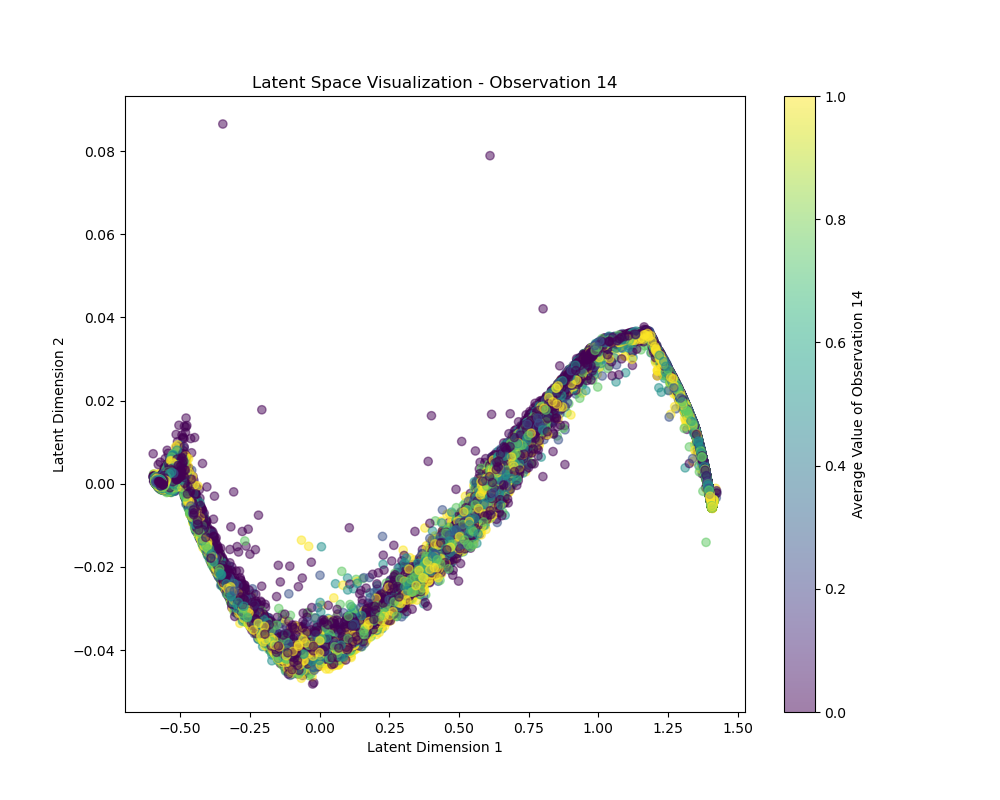 Latent Space Visualization - Observation 14
0.08
0.06
0.04
0.02
0.00
−0.02
−0.04
Latent Dimension 2
−0.50 −0.25 0.00 0.25 0.50 0.75 1.00 1.25 1.50
Latent Dimension 1
1.0
0.8
0.6
0.4
0.2
0.0
Average Value of Observation 14